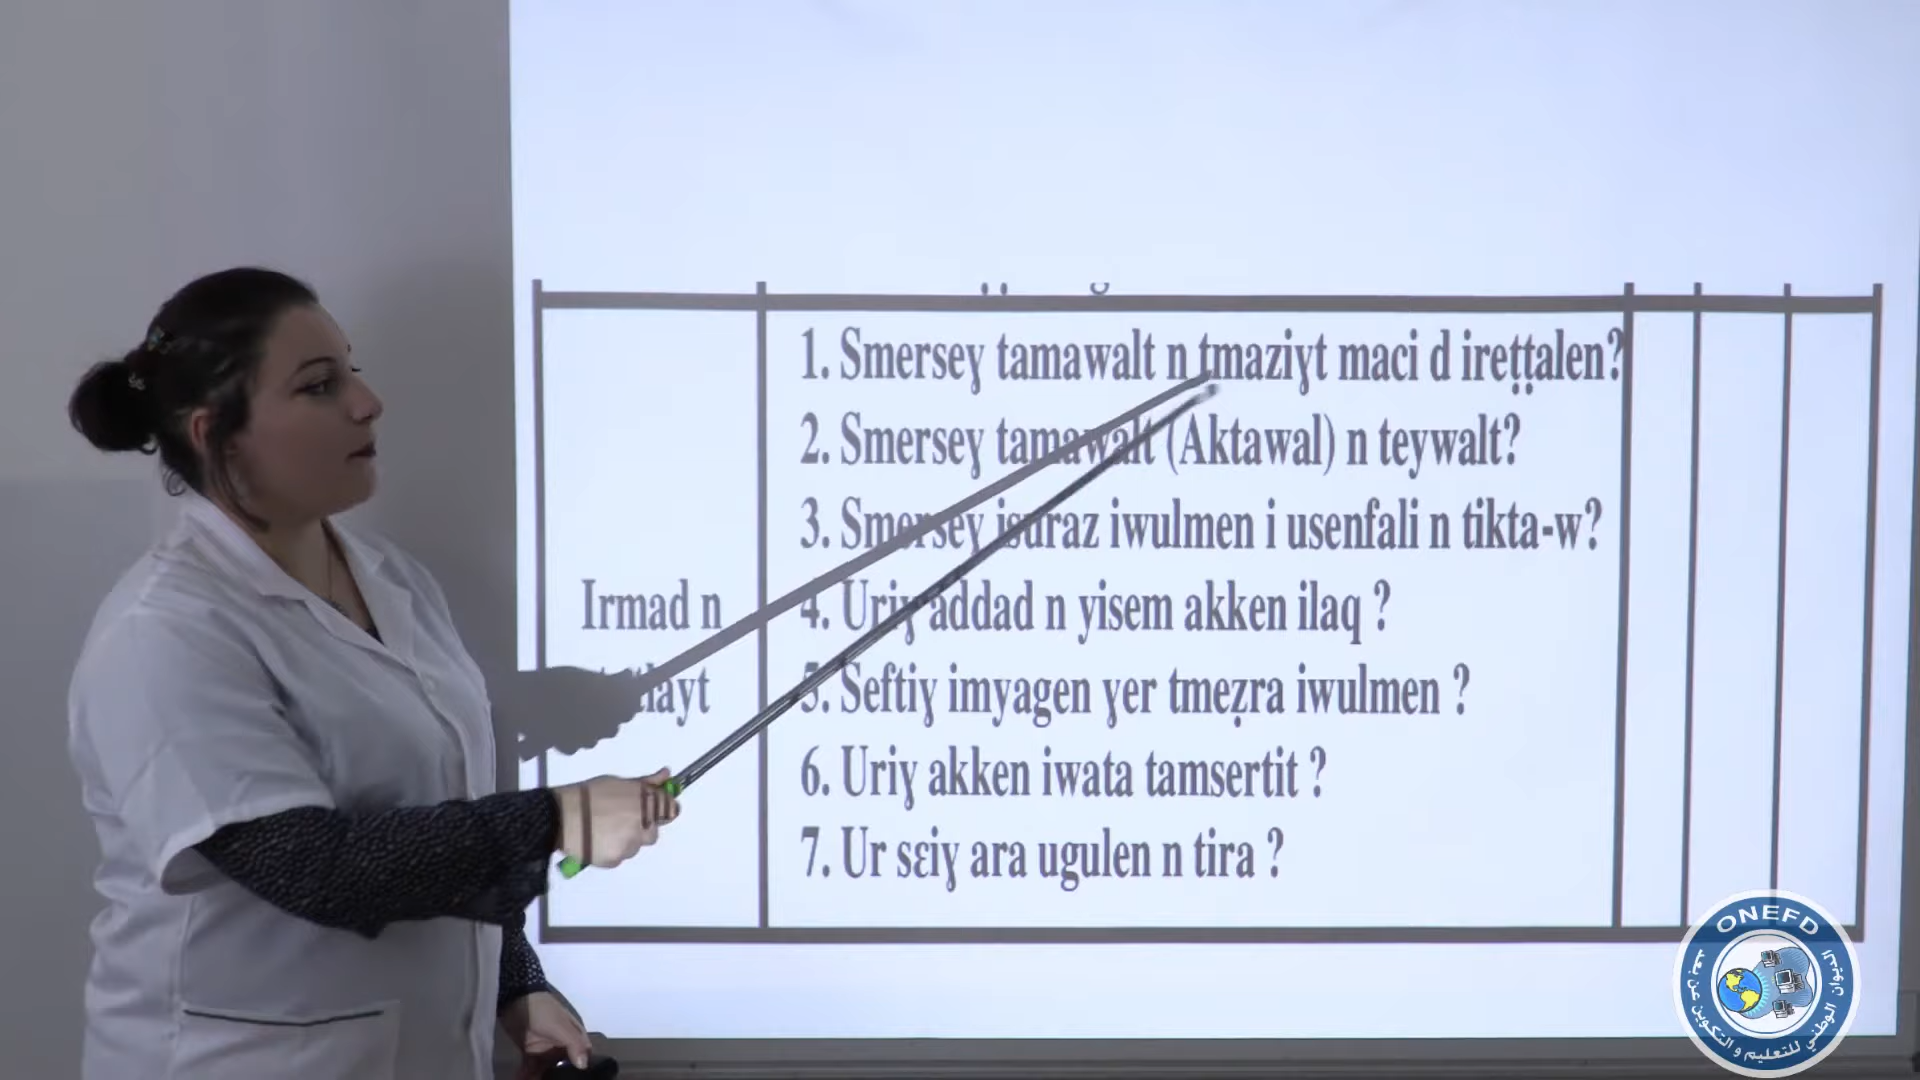 1. Smerseɣ tamawalt n tmaziɣt maci d ireṭṭalen?
2. Smerseɣ tamawalt (Aktawal) n teywalt?
3. Smerseɣ isuraz iwulmen i usenfali n tikta-w?
Irmad n
4. Uriɣ addad n yisem akken ilaq ?
5. Seftiɣ imyagen ɣer tmeẓra iwulmen ?
6. Uriɣ akken iwata tamsertit ?
7. Ur sɛiɣ ara ugulen n tira ?
ONEFD
الديوان الوطني للتعليم و التكوين عن بعد